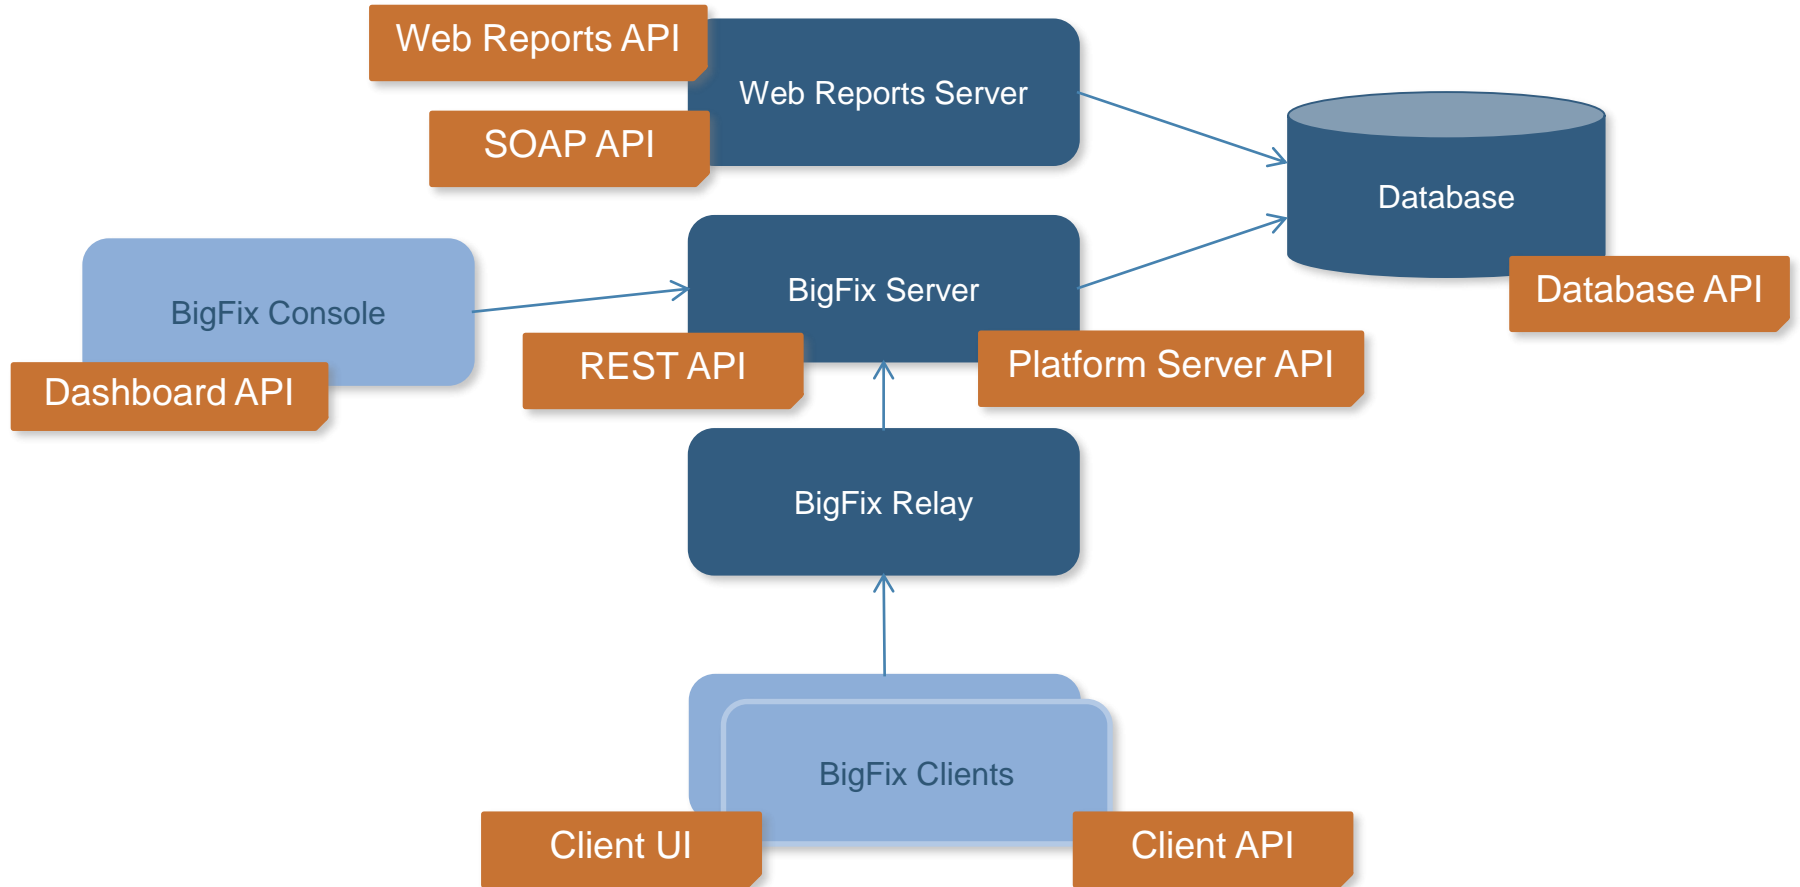 Web Reports API
Web Reports Server
SOAP API
Database
BigFix Server
BigFix Console
Database API
REST API
Platform Server API
Dashboard API
BigFix Relay
BigFix Clients
Client UI
Client API